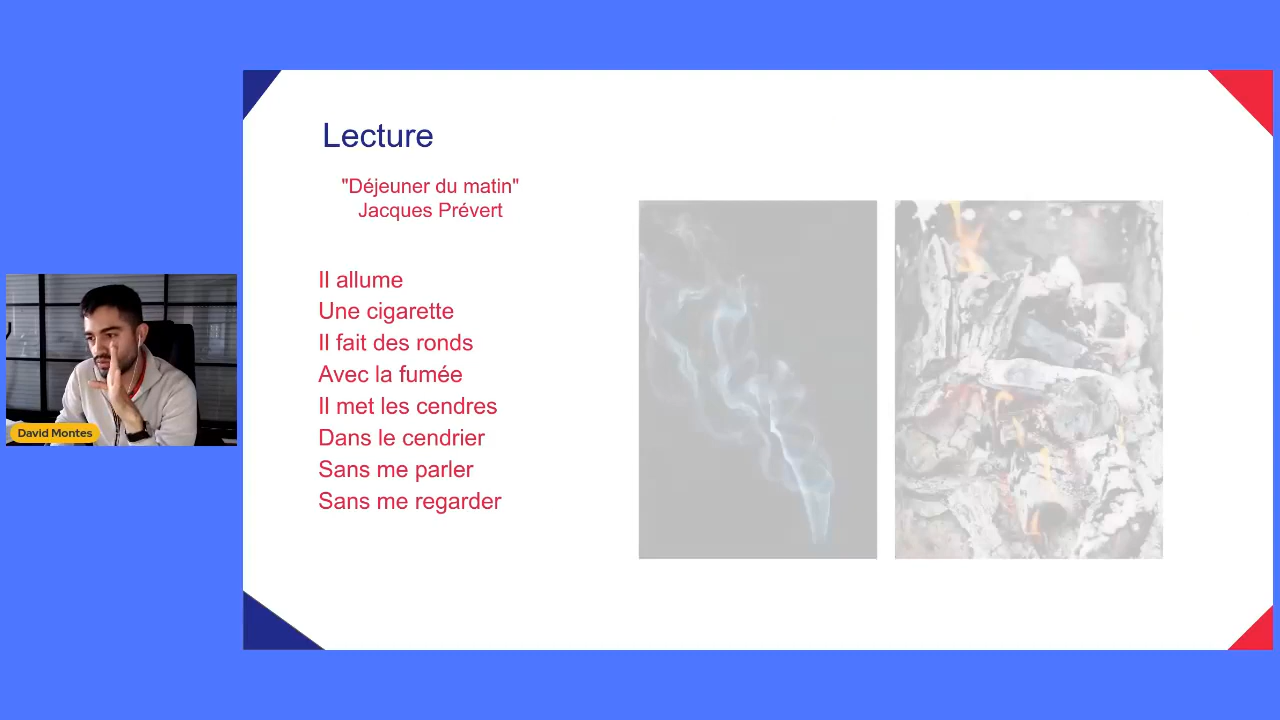 Lecture
"Déjeuner du matin"
Jacques Prévert
Il allume
Une cigarette
Il fait des ronds
Avec la fumée
Il met les cendres
Dans le cendrier
Sans me parler
Sans me regarder
David Montes